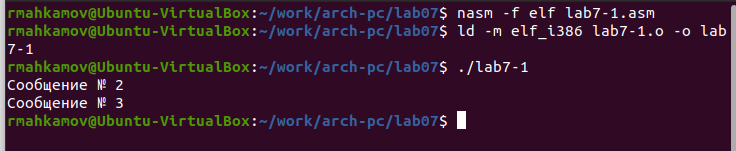 rmahkamov@Ubuntu-VirtualBox:~/work/arch-pc/lab07$ nasm -f elf lab7-1.asm
rmahkamov@Ubuntu-VirtualBox:~/work/arch-pc/lab07$ ld -m elf_i386 lab7-1.o -o lab
7-1
rmahkamov@Ubuntu-VirtualBox:~/work/arch-pc/lab07$ ./lab7-1
Сообщение № 2
Сообщение № 3
rmahkamov@Ubuntu-VirtualBox:~/work/arch-pc/lab07$